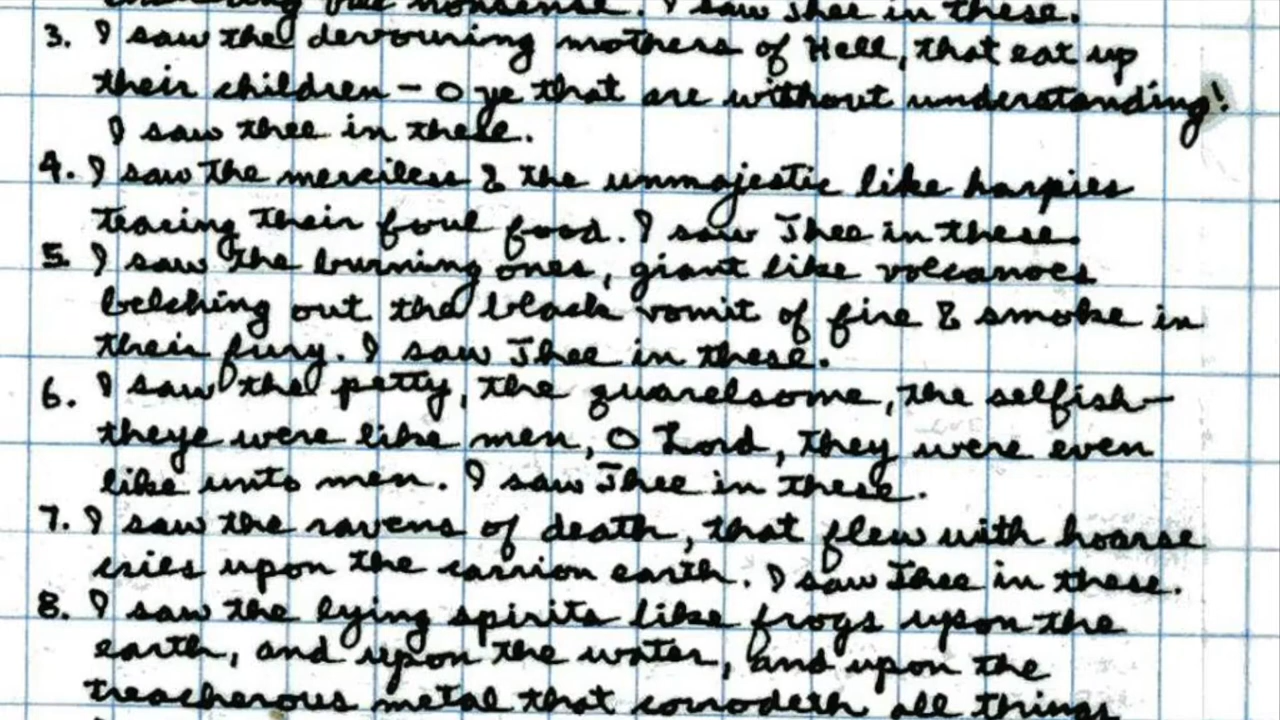 nonsense. I saw Thee in these.
3. I saw the devouring mothers of Hell, that eat up
their children – O ye that are without understanding!
I saw thee in these.
4. I saw the merciless & the unmajestic like harpies
tearing their foul food. I saw Thee in these.
5. I saw the burning ones, giant like volcanoes
belching out the black vomit of fire & smoke in
their fury. I saw Thee in these.
6. I saw the petty, the quarelsome, the selfish–
theye were like men, O Lord, they were even
like unto men. I saw Thee in these.
7. I saw the ravens of death, that flew with hoarse
cries upon the carrion earth. I saw Thee in these.
8. I saw the lying spirits like frogs upon the
earth, and upon the water, and upon the
treacherous metal that corrodeth all things